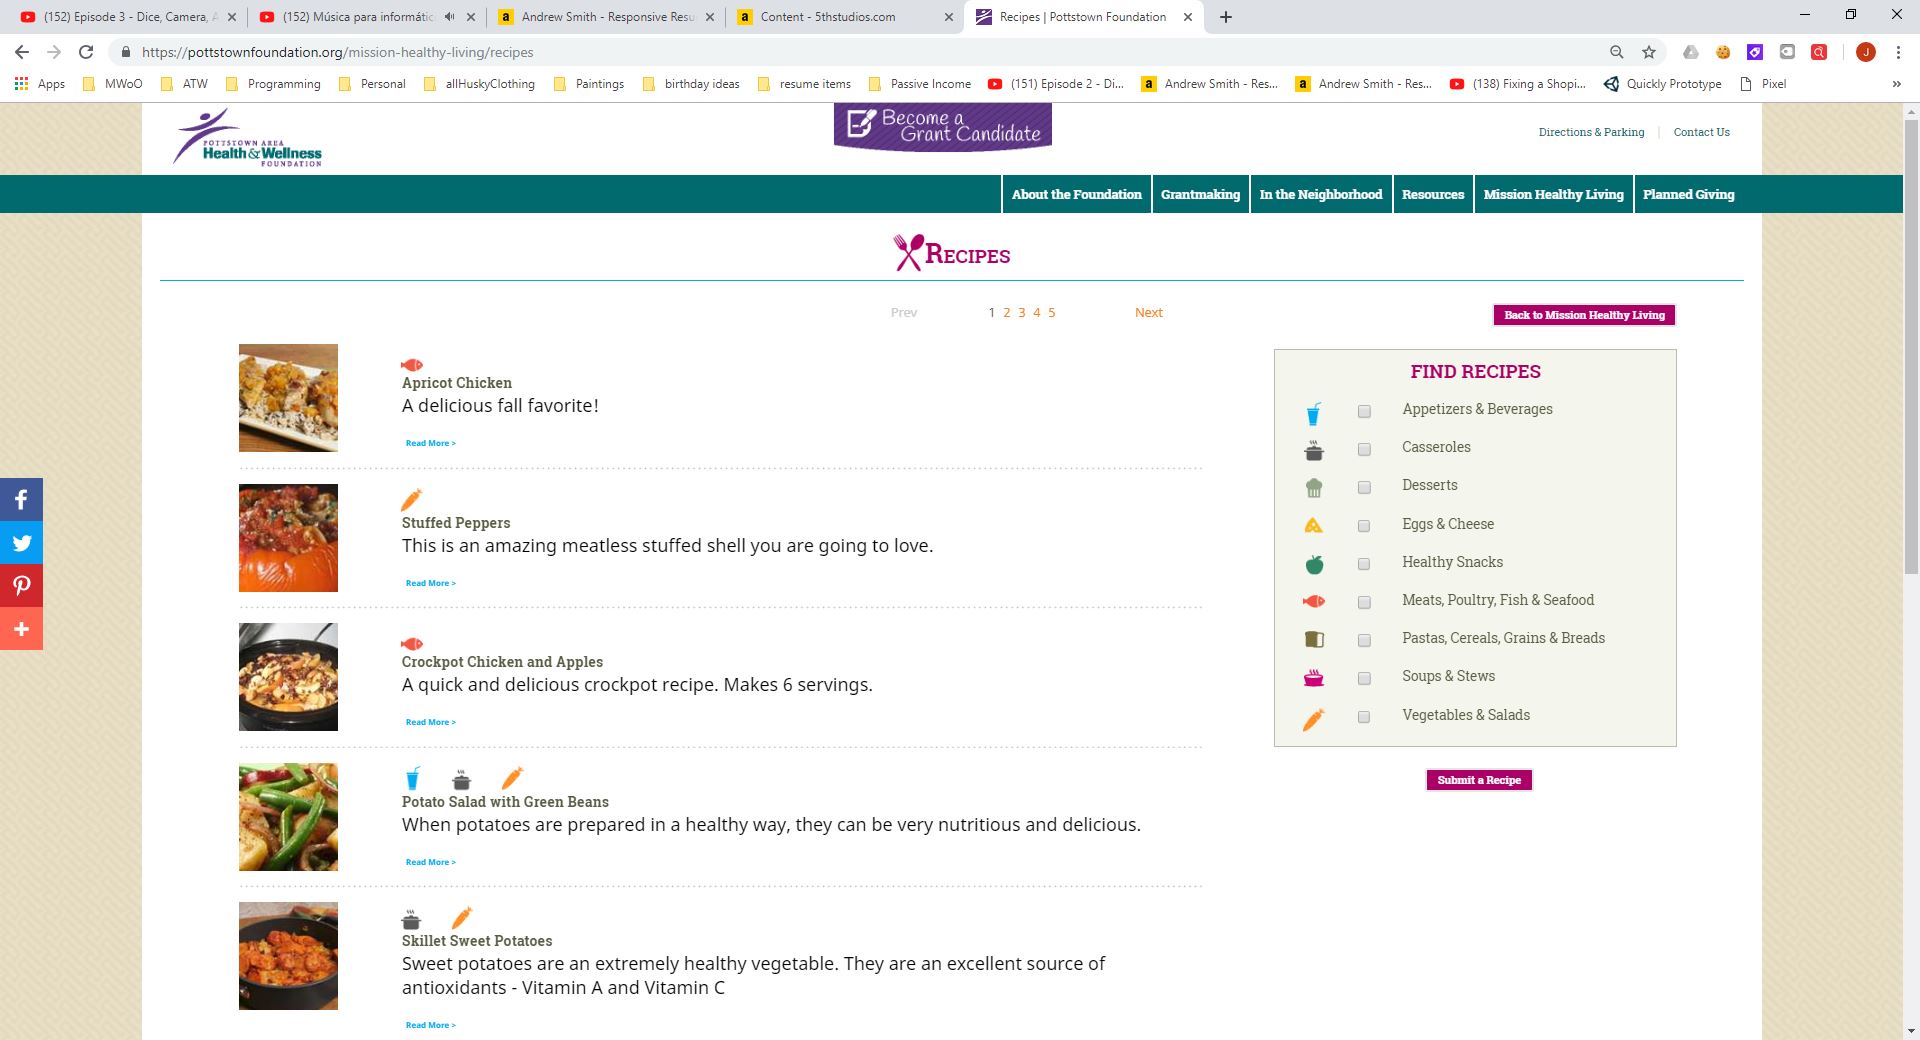 (152) Episode 3 - Dice, Camera, A
(152) Música para informátic
Andrew Smith - Responsive Resu
Content - 5thstudios.com
Recipes | Pottstown Foundation
https://pottstownfoundation.org/mission-healthy-living/recipes
J
Apps
MWoO
ATW
Programming
Personal
allHuskyClothing
Paintings
birthday ideas
resume items
Passive Income
(151) Episode 2 - Di...
Andrew Smith - Res...
Andrew Smith - Res...
(138) Fixing a Shopi...
Quickly Prototype
Pixel
»
POTTSTOWN AREA
Health & Wellness
FOUNDATION
Become a
Grant Candidate
Directions & Parking
Contact Us
About the Foundation
Grantmaking
In the Neighborhood
Resources
Mission Healthy Living
Planned Giving
RECIPES
Prev 1 2 3 4 5 Next
Back to Mission Healthy Living
Apricot Chicken
A delicious fall favorite!
Read More >
Stuffed Peppers
This is an amazing meatless stuffed shell you are going to love.
Read More >
Crockpot Chicken and Apples
A quick and delicious crockpot recipe. Makes 6 servings.
Read More >
Potato Salad with Green Beans
When potatoes are prepared in a healthy way, they can be very nutritious and delicious.
Read More >
Skillet Sweet Potatoes
Sweet potatoes are an extremely healthy vegetable. They are an excellent source of
antioxidants - Vitamin A and Vitamin C
Read More >
FIND RECIPES
Appetizers & Beverages
Casseroles
Desserts
Eggs & Cheese
Healthy Snacks
Meats, Poultry, Fish & Seafood
Pastas, Cereals, Grains & Breads
Soups & Stews
Vegetables & Salads
Submit a Recipe